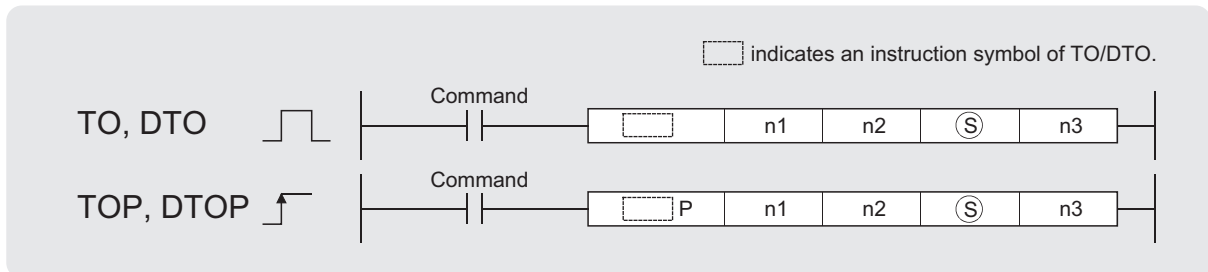 indicates an instruction symbol of TO/DTO.
Command
TO, DTO
n1 n2 S n3
Command
TOP, DTOP
P n1 n2 S n3